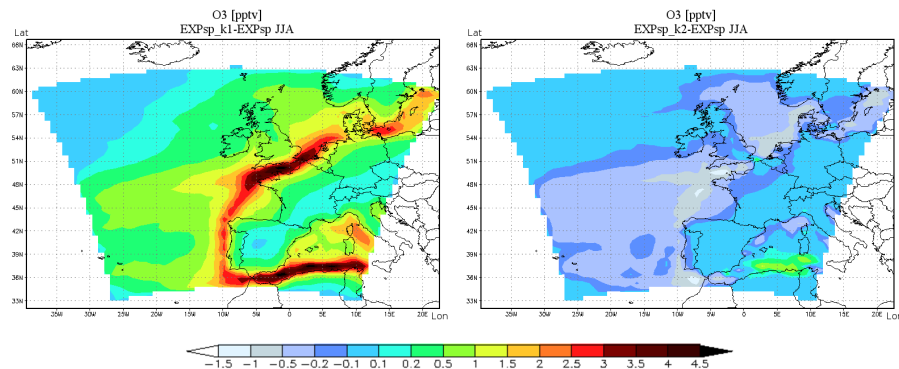 O3 [pptv]
EXPsp_k1-EXPsp JJA
Lat
66N
63N
60N
57N
54N
51N
48N
45N
42N
39N
36N
33N
35W 30W 25W 20W 15W 10W 5W 0 5E 10E 15E 20E Lon
O3 [pptv]
EXPsp_k2-EXPsp JJA
Lat
66N
63N
60N
57N
54N
51N
48N
45N
42N
39N
36N
33N
35W 30W 25W 20W 15W 10W 5W 0 5E 10E 15E 20E Lon
−1.5 −1 −0.5 −0.2 −0.1 0.1 0.2 0.5 1 1.5 2 2.5 3 3.5 4 4.5